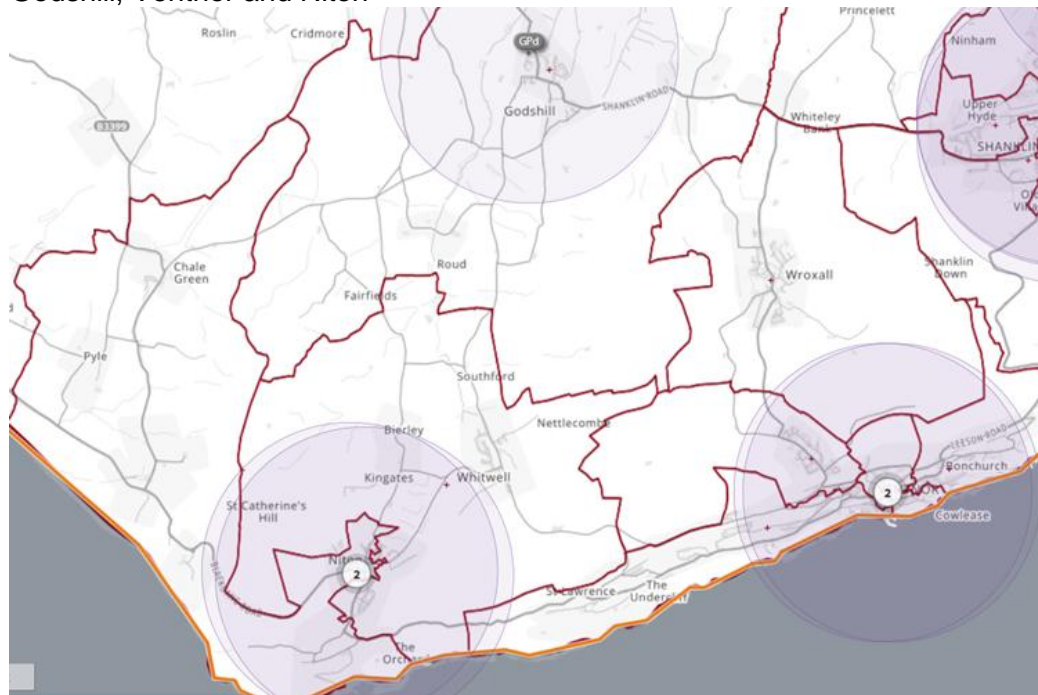 Godshill, Ventnor and Niton
Roslin
Cridmore
Princelett
Ninham
GPd
B3399
Godshill
SHANKLIN ROAD
Whiteley
Bank
Upper
Hyde
SHANKLIN
Chale
Green
Roud
Fairfields
Wroxall
Shanklin
Down
Pyle
Southford
Nettlecombe
Bierley
LEESON ROAD
Kingates
Whitwell
Bonchurch
St Catherine's
Hill
2
Cowlease
Niton
2
St Lawrence
The
Undercliff
The